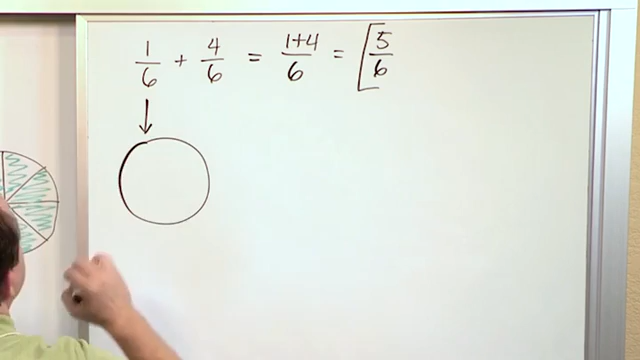 1/6 + 4/6 = 1+4/6 = [5/6